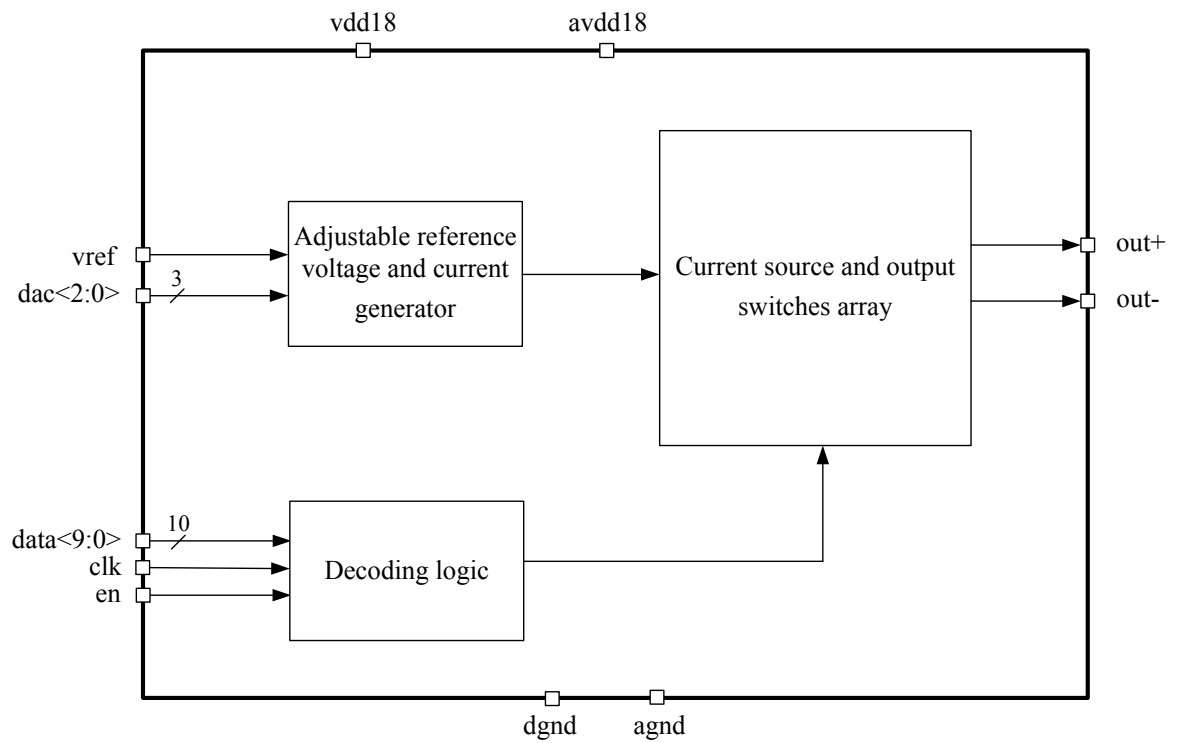 vdd18
avdd18
vref
dac<2:0>
3
Adjustable reference
voltage and current
generator
Current source and output
switches array
out+
out-
data<9:0>
10
clk
en
Decoding logic
dgnd
agnd